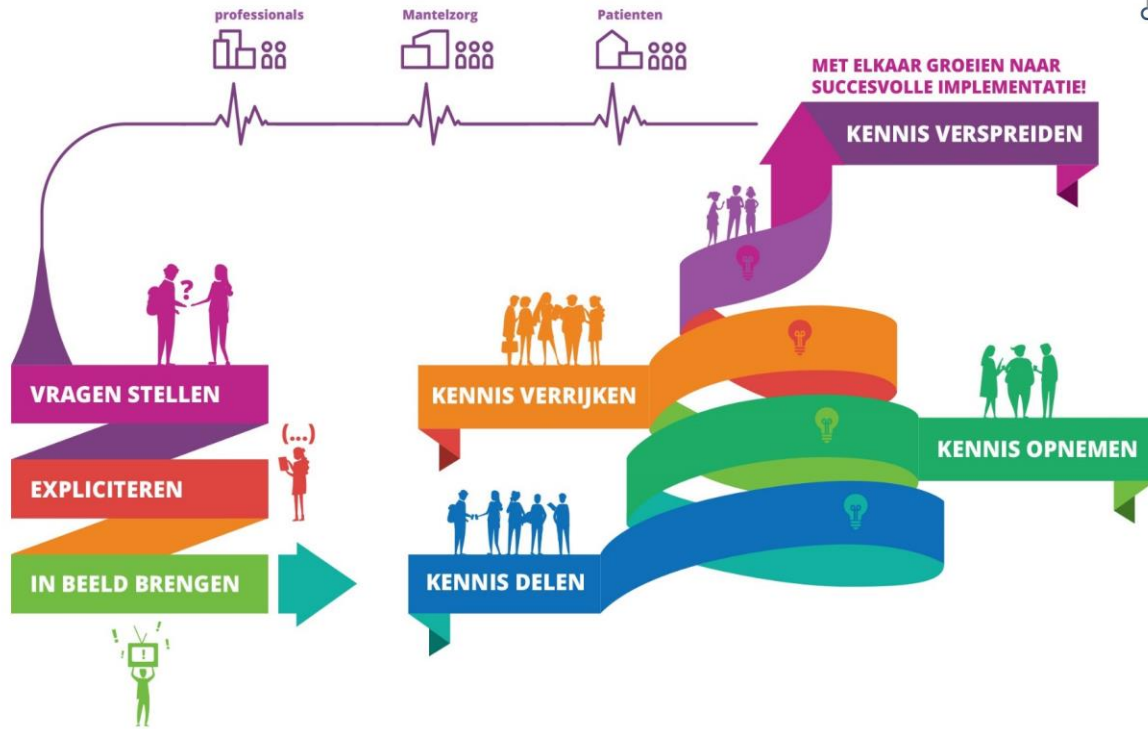 professionals
Mantelzorg
Patienten
MET ELKAAR GROEIEN NAAR
SUCCESVOLLE IMPLEMENTATIE!
KENNIS VERSPREIDEN
?
VRAGEN STELLEN
(...)
EXPLICITEREN
IN BEELD BRENGEN
! ! ! ! !
KENNIS VERRIJKEN
KENNIS OPNEMEN
KENNIS DELEN